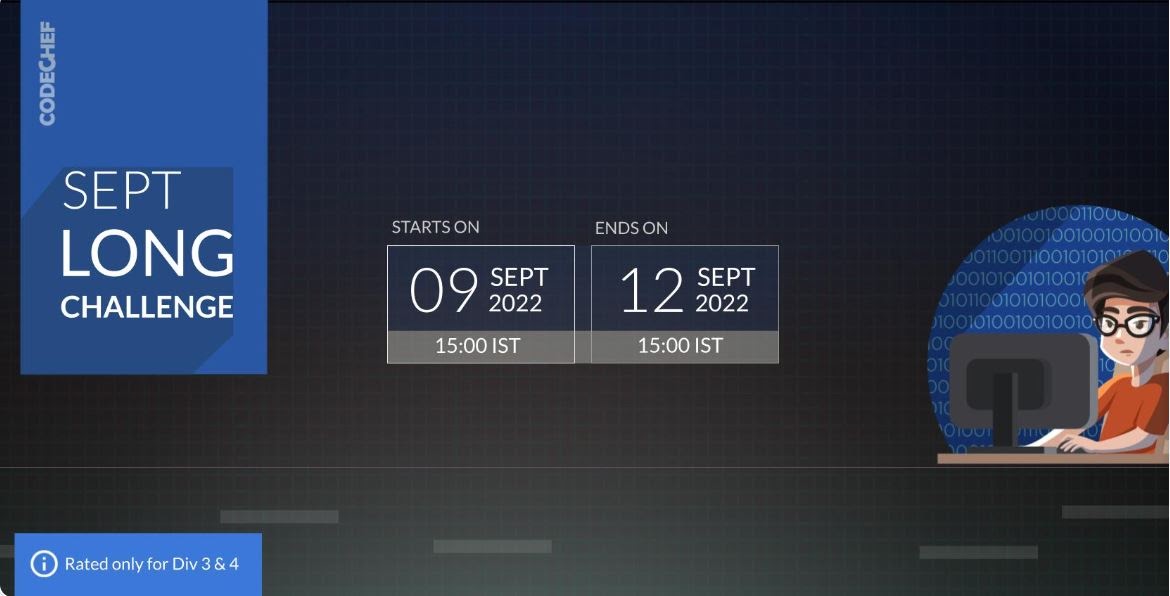 CODECHEF
SEPT
LONG
CHALLENGE
STARTS ON
09 SEPT 2022
15:00 IST
ENDS ON
12 SEPT 2022
15:00 IST
Rated only for Div 3 & 4